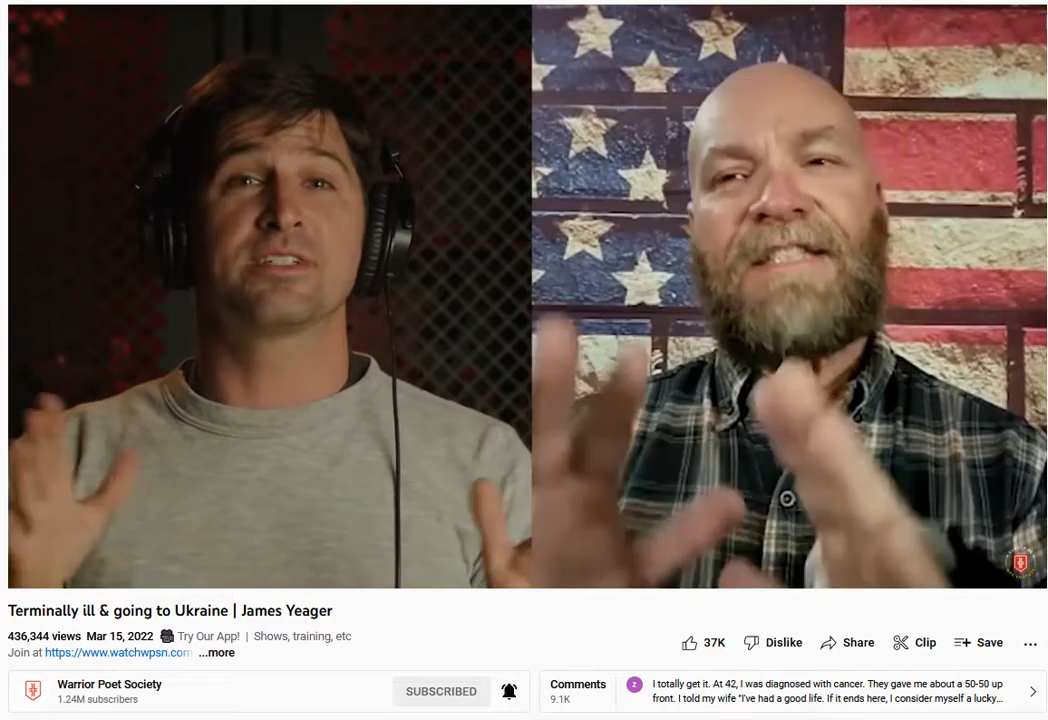 Terminally ill & going to Ukraine | James Yeager
436,344 views Mar 15, 2022 Try Our App! | Shows, training, etc
Join at https://www.watchwpsn.com ...more
37K Dislike Share Clip Save ...
Warrior Poet Society
1.24M subscribers
SUBSCRIBED
Comments
9.1K
z
I totally get it. At 42, I was diagnosed with cancer. They gave me about a 50-50 up
front. I told my wife "I've had a good life. If it ends here, I consider myself a lucky...